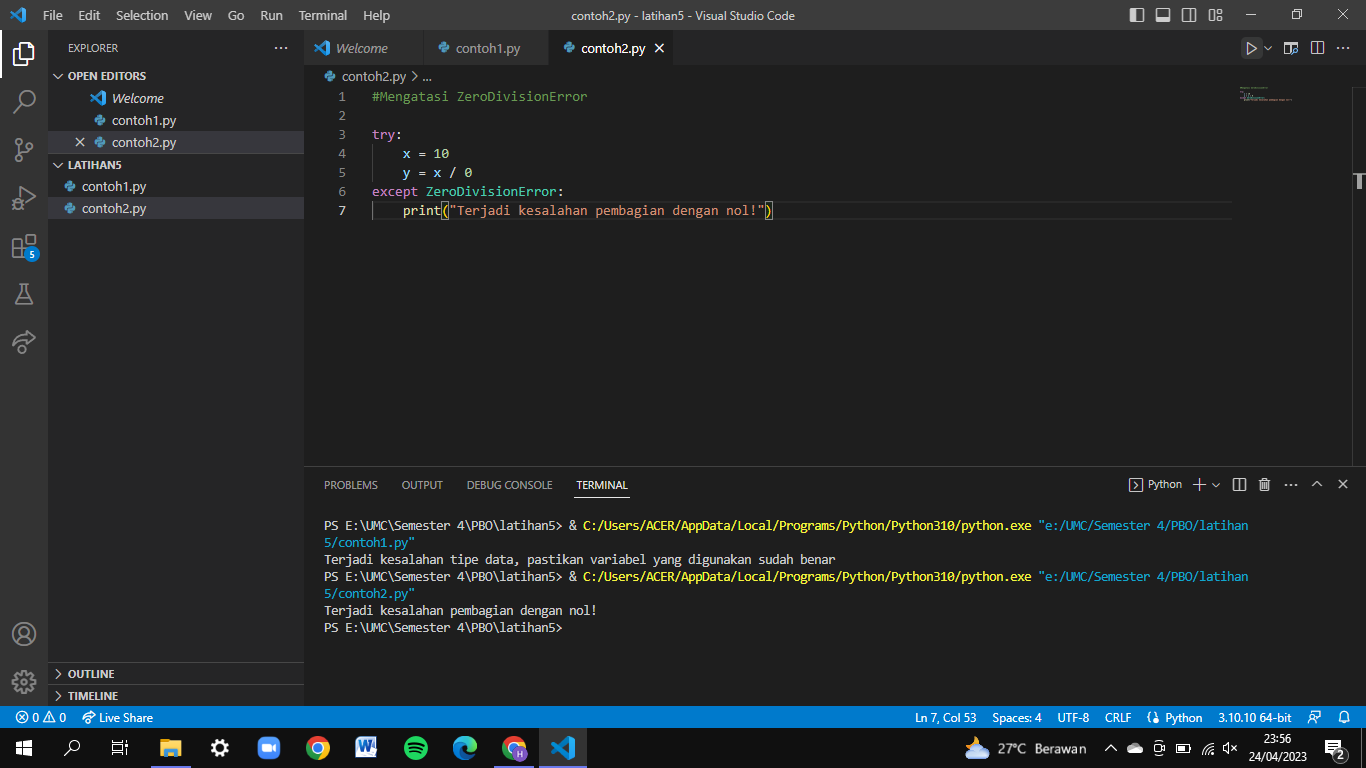 File Edit Selection View Go Run Terminal Help contoh2.py - latihan5 - Visual Studio Code
EXPLORER
Welcome contoh1.py contoh2.py
OPEN EDITORS
Welcome
contoh1.py
contoh2.py
LATIHAN5
contoh1.py
contoh2.py
OUTLINE
TIMELINE
contoh2.py > ...
1 #Mengatasi ZeroDivisionError
2
3 try:
4 x = 10
5 y = x / 0
6 except ZeroDivisionError:
7 print("Terjadi kesalahan pembagian dengan nol!")
PROBLEMS OUTPUT DEBUG CONSOLE TERMINAL Python
PS E:\UMC\Semester 4\PBO\latihan5> & C:/Users/ACER/AppData/Local/Programs/Python/Python310/python.exe "e:/UMC/Semester 4/PBO/latihan
5/contoh1.py"
Terjadi kesalahan tipe data, pastikan variabel yang digunakan sudah benar
PS E:\UMC\Semester 4\PBO\latihan5> & C:/Users/ACER/AppData/Local/Programs/Python/Python310/python.exe "e:/UMC/Semester 4/PBO/latihan
5/contoh2.py"
Terjadi kesalahan pembagian dengan nol!
PS E:\UMC\Semester 4\PBO\latihan5>
5
0 0 Live Share Ln 7, Col 53 Spaces: 4 UTF-8 CRLF Python 3.10.10 64-bit
27°C Berawan
23:56
24/04/2023
2